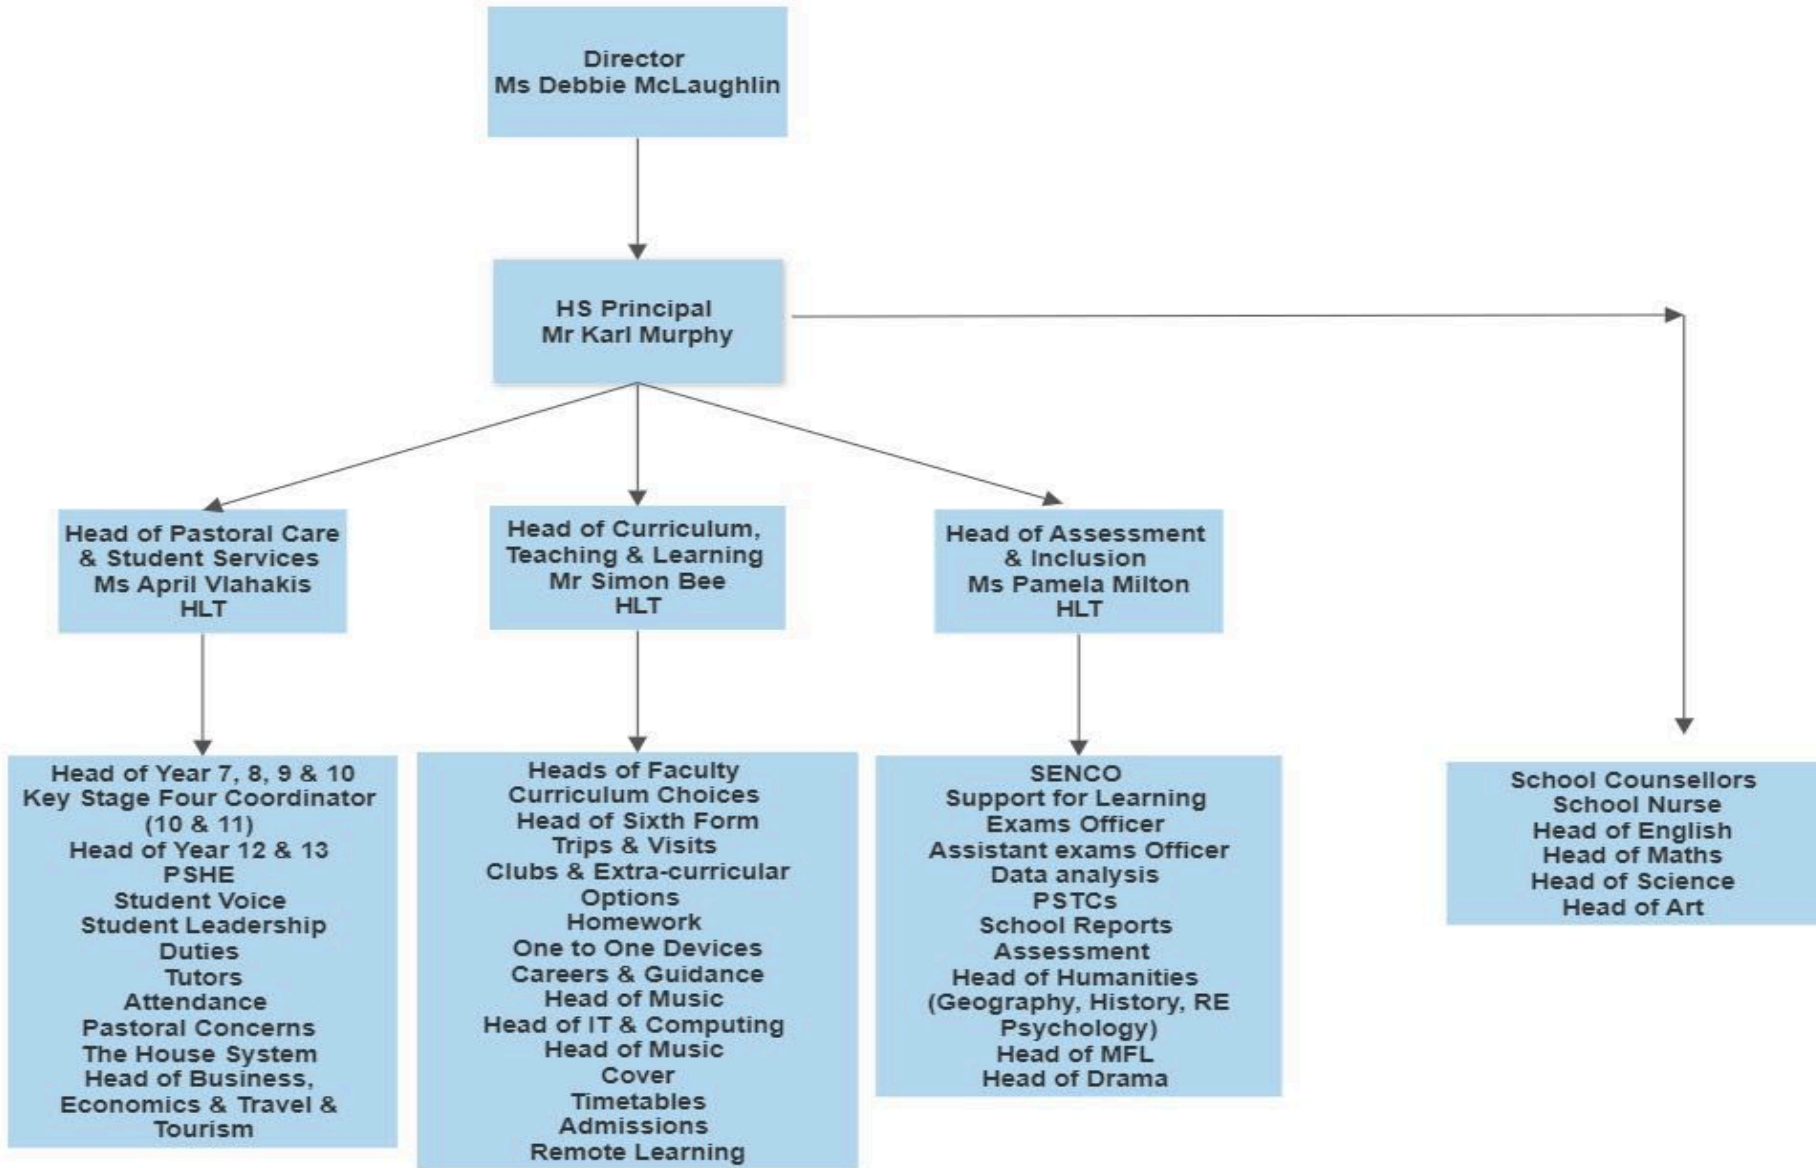 Director
Ms Debbie McLaughlin
HS Principal
Mr Karl Murphy
Head of Pastoral Care
& Student Services
Ms April Vlahakis
HLT
Head of Curriculum,
Teaching & Learning
Mr Simon Bee
HLT
Head of Assessment
& Inclusion
Ms Pamela Milton
HLT
Head of Year 7, 8, 9 & 10
Key Stage Four Coordinator
(10 & 11)
Head of Year 12 & 13
PSHE
Student Voice
Student Leadership
Duties
Tutors
Attendance
Pastoral Concerns
The House System
Head of Business,
Economics & Travel &
Tourism
Heads of Faculty
Curriculum Choices
Head of Sixth Form
Trips & Visits
Clubs & Extra-curricular
Options
Homework
One to One Devices
Careers & Guidance
Head of Music
Head of IT & Computing
Head of Music
Cover
Timetables
Admissions
Remote Learning
SENCO
Support for Learning
Exams Officer
Assistant exams Officer
Data analysis
PSTCs
School Reports
Assessment
Head of Humanities
(Geography, History, RE
Psychology)
Head of MFL
Head of Drama
School Counsellors
School Nurse
Head of English
Head of Maths
Head of Science
Head of Art